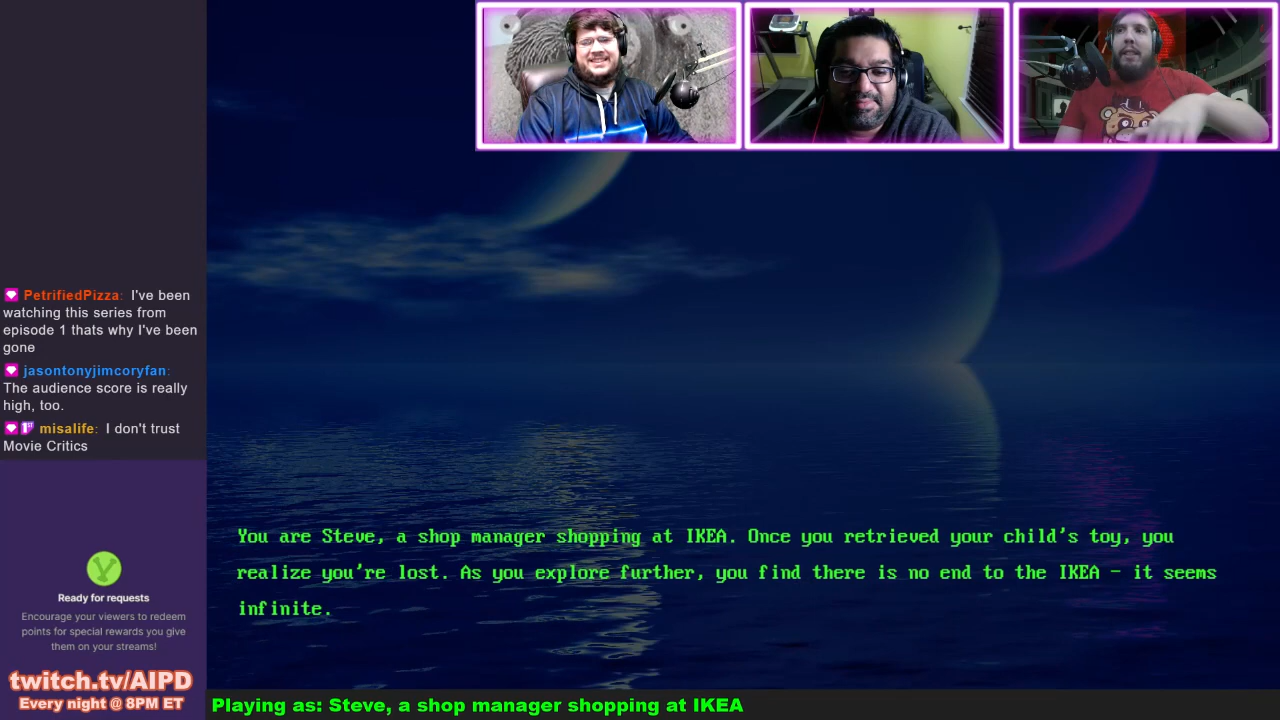 PetrifiedPizza: I've been
watching this series from
episode 1 thats why I've been
gone
jasontonyjimcoryfan:
The audience score is really
high, too.
misalife: I don't trust
Movie Critics
Ready for requests
Encourage your viewers to redeem
points for special rewards you give
them on your streams!
twitch.tv/AIPD
Every night @ 8PM ET
You are Steve, a shop manager shopping at IKEA. Once you retrieved your child's toy, you
realize you're lost. As you explore further, you find there is no end to the IKEA - it seems
infinite.
Playing as: Steve, a shop manager shopping at IKEA